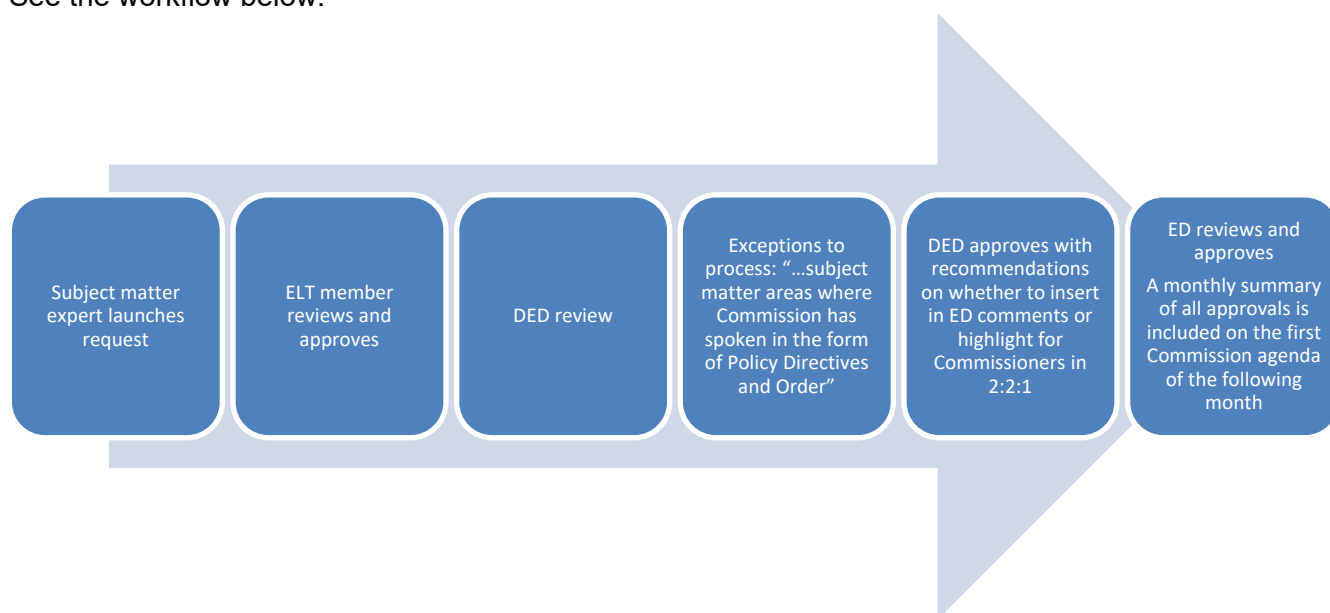 See the workflow below:
Subject matter
expert launches
request
ELT member
reviews and
approves
DED review
Exceptions to
process: “...subject
matter areas where
Commission has
spoken in the form
of Policy Directives
and Order”
DED approves with
recommendations
on whether to insert
in ED comments or
highlight for
Commissioners in
2:2:1
ED reviews and
approves
A monthly summary
of all approvals is
included on the first
Commission agenda
of the following
month